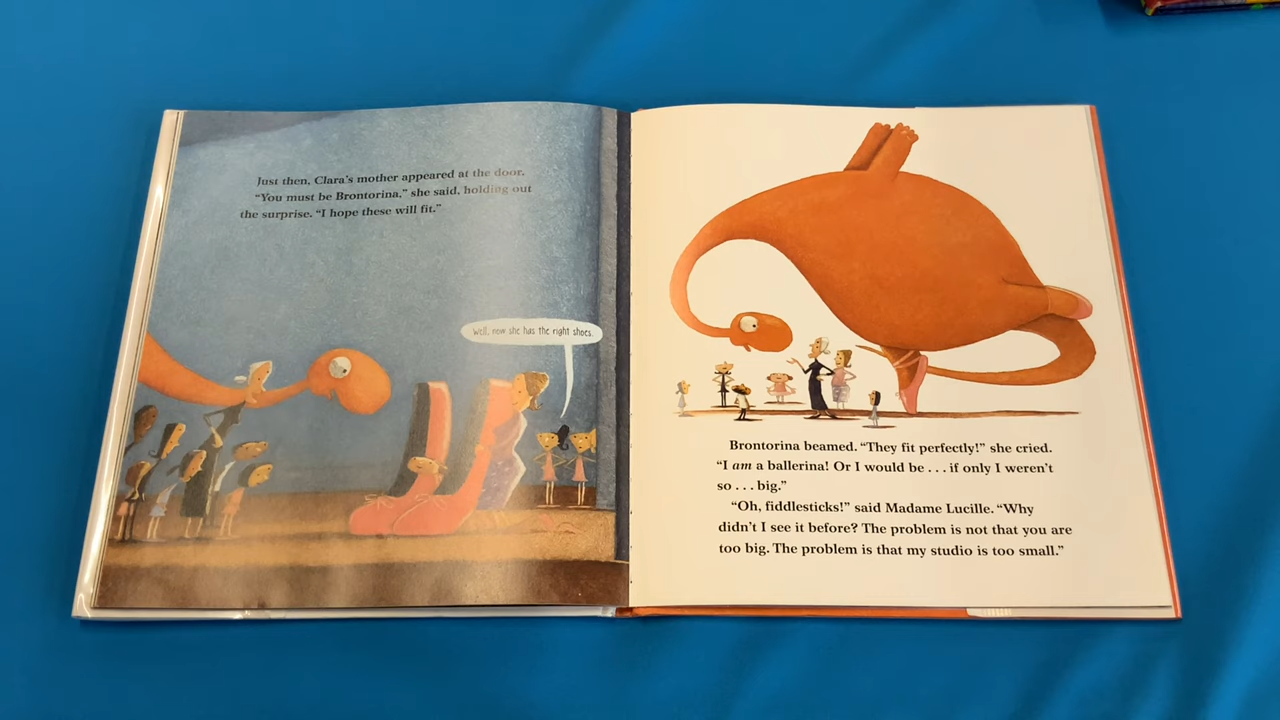 Just then, Clara's mother appeared at the door.
"You must be Brontorina," she said, holding out
the surprise. "I hope these will fit."
Well, now she has the right shoes.
Brontorina beamed. "They fit perfectly!" she cried.
"I am a ballerina! Or I would be . . . if only I weren't
so . . . big."
"Oh, fiddlesticks!" said Madame Lucille. "Why
didn't I see it before? The problem is not that you are
too big. The problem is that my studio is too small."